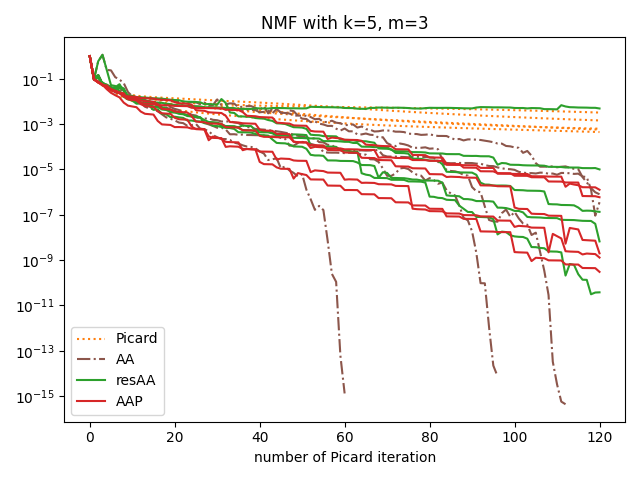 NMF with k=5, m=3
10^{-1}
10^{-3}
10^{-5}
10^{-7}
10^{-9}
10^{-11}
10^{-13}
10^{-15}
Picard
AA
resAA
AAP
0 20 40 60 80 100 120
number of Picard iteration